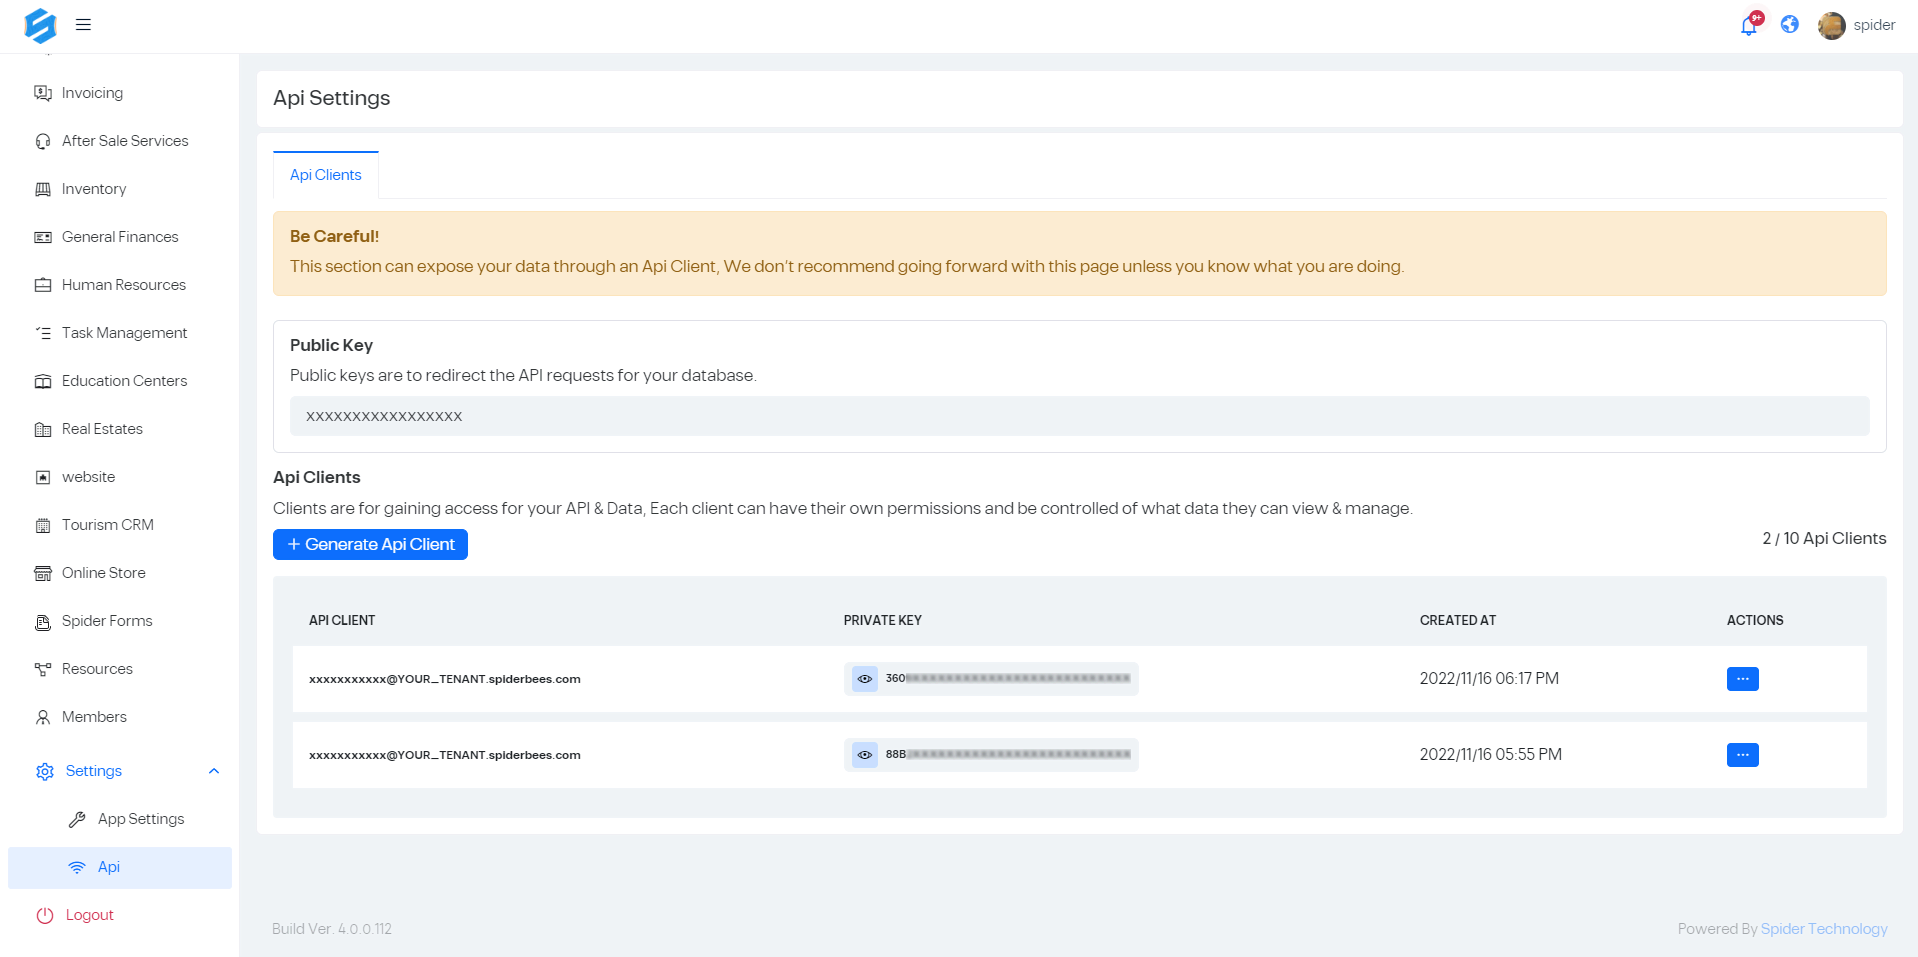 9+
spider
Invoicing
After Sale Services
Inventory
General Finances
Human Resources
Task Management
Education Centers
Real Estates
website
Tourism CRM
Online Store
Spider Forms
Resources
Members
Settings
App Settings
Api
Logout
Api Settings
Api Clients
Be Careful!
This section can expose your data through an Api Client, We don't recommend going forward with this page unless you know what you are doing.
Public Key
Public keys are to redirect the API requests for your database.
XXXXXXXXXXXXXXXXX
Api Clients
Clients are for gaining access for your API & Data, Each client can have their own permissions and be controlled of what data they can view & manage.
+ Generate Api Client
2 / 10 Api Clients
API CLIENT PRIVATE KEY CREATED AT ACTIONS
xxxxxxxxxxx@YOUR_TENANT.spiderbees.com 360 2022/11/16 06:17 PM
xxxxxxxxxxx@YOUR_TENANT.spiderbees.com 88B 2022/11/16 05:55 PM
Build Ver. 4.0.0.112
Powered By Spider Technology